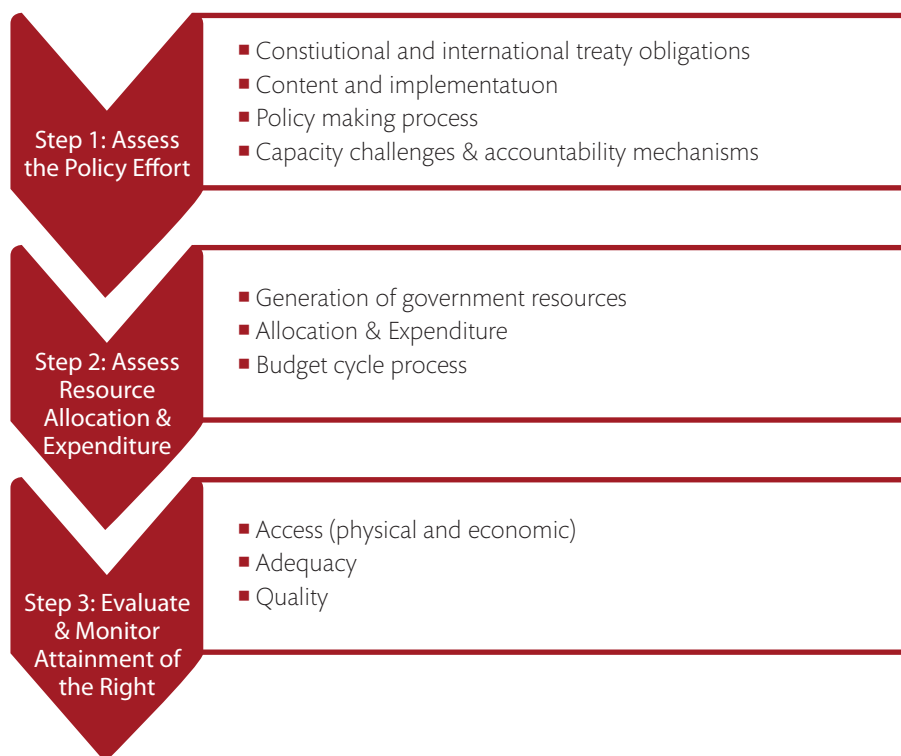 Step 1: Assess
the Policy Effort
■ Constiutional and international treaty obligations
■ Content and implementatuon
■ Policy making process
■ Capacity challenges & accountability mechanisms
Step 2: Assess
Resource
Allocation &
Expenditure
■ Generation of government resources
■ Allocation & Expenditure
■ Budget cycle process
Step 3: Evaluate
& Monitor
Attainment of
the Right
■ Access (physical and economic)
■ Adequacy
■ Quality